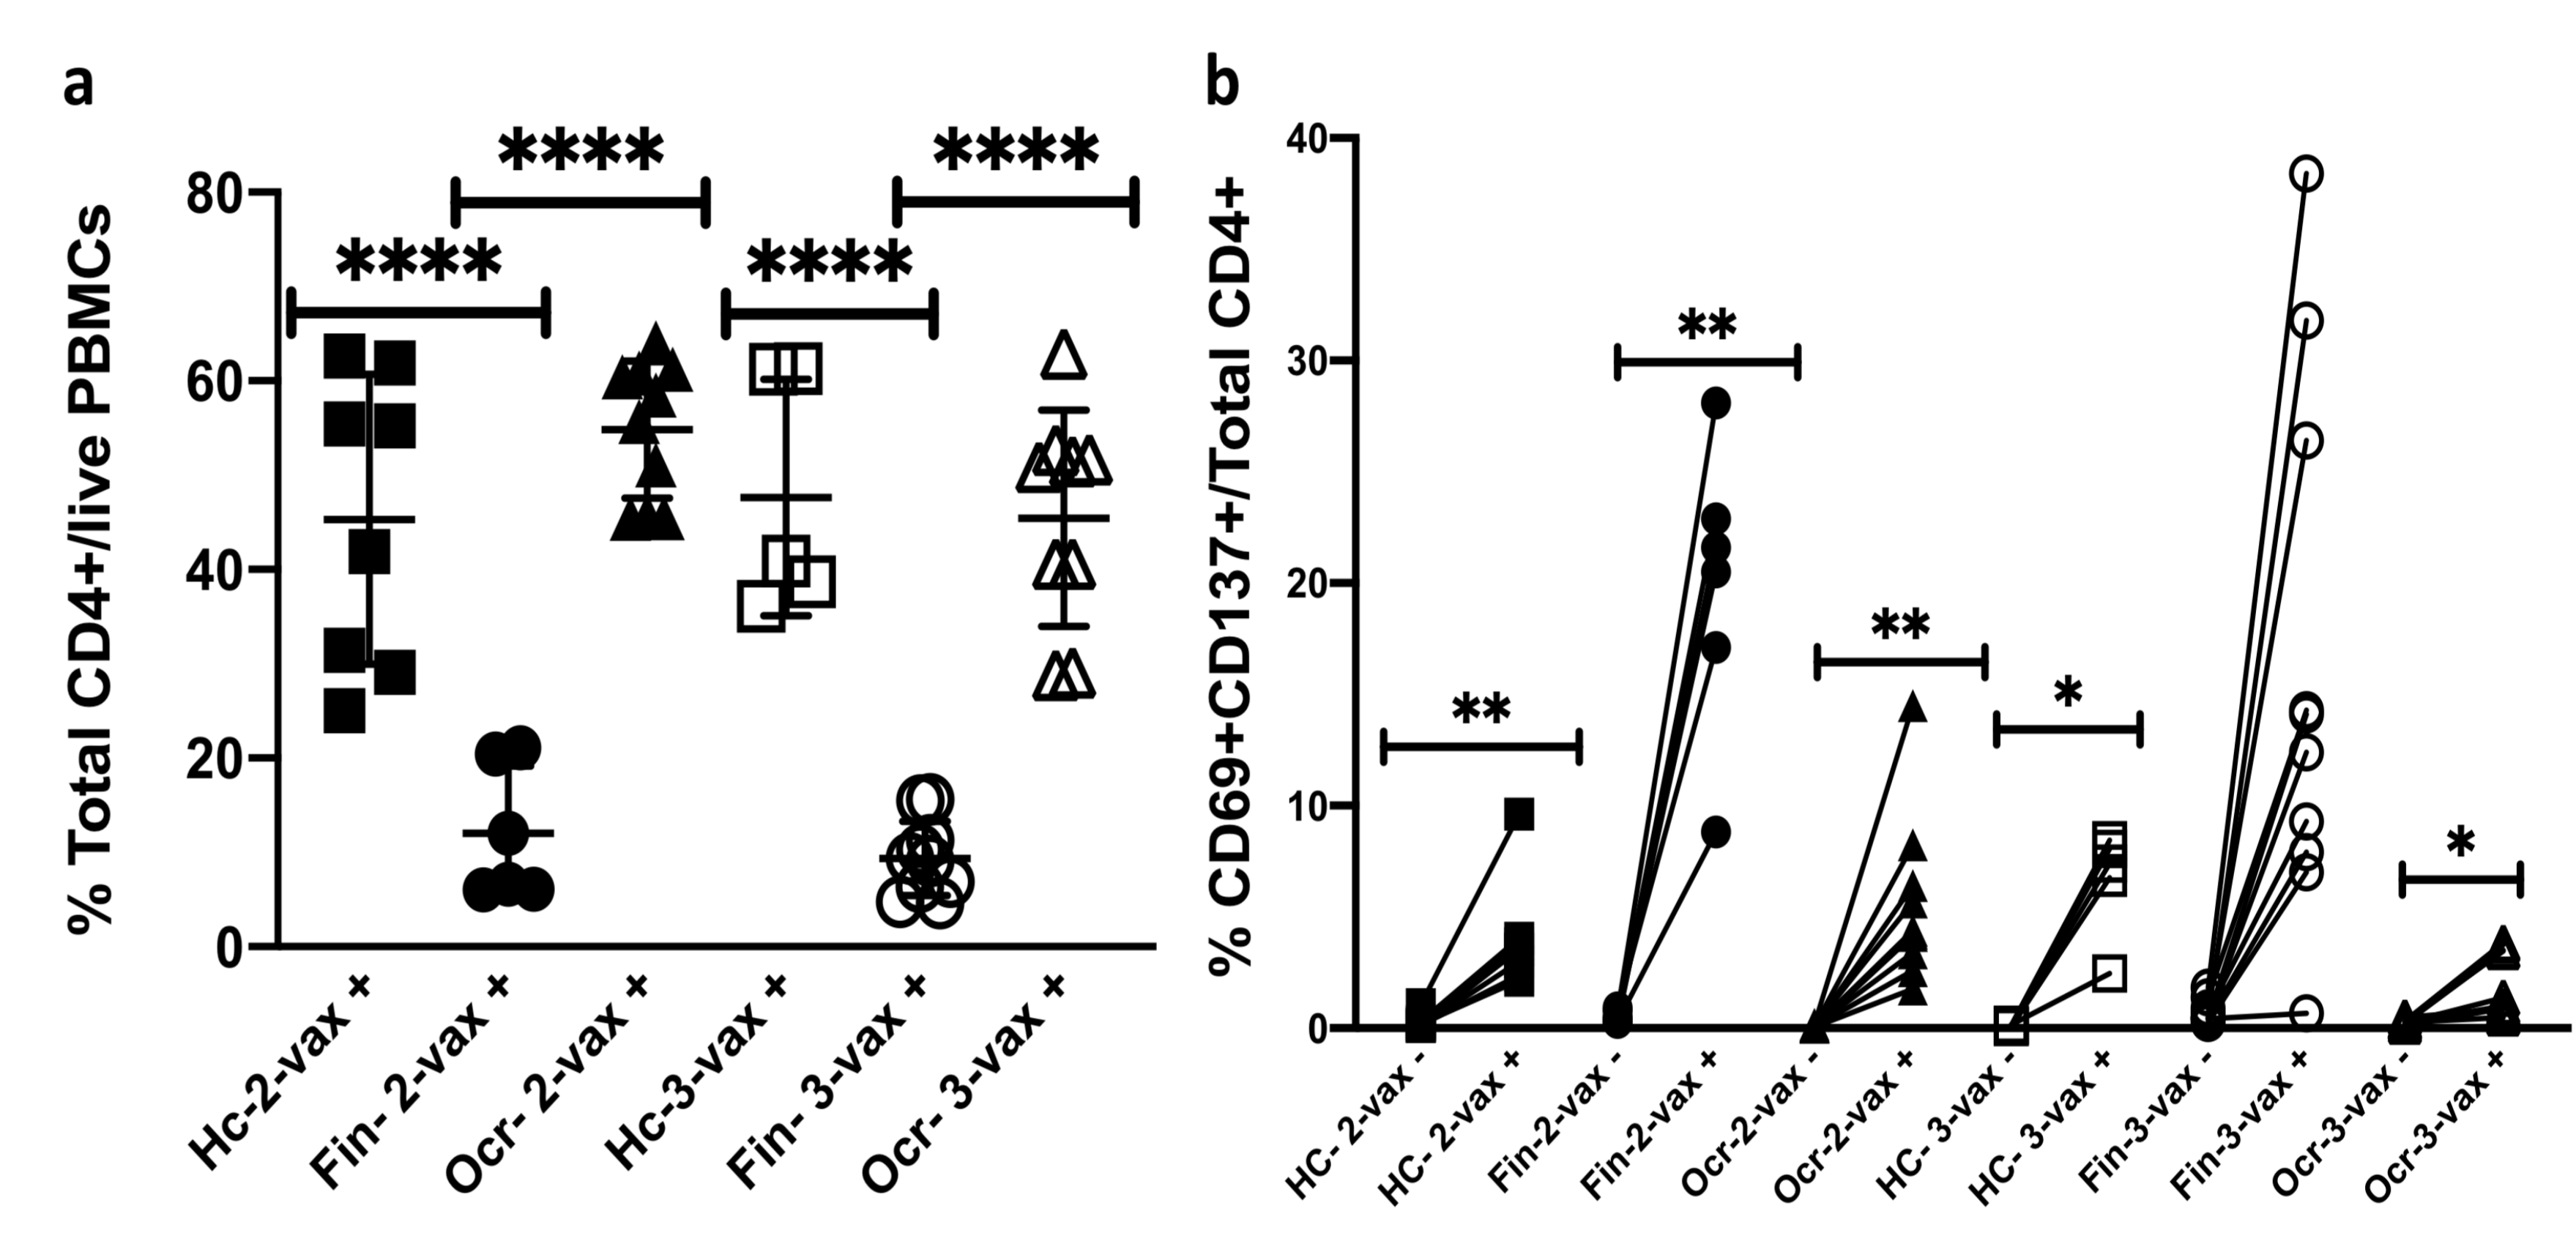 a
% Total CD4+/live PBMCs
80
60
40
20
0
****
****
****
****
Hc-2-vax +
Fin- 2-vax +
Ocr- 2-vax +
Hc-3-vax +
Fin- 3-vax +
Ocr- 3-vax +
b
% CD69+CD137+/Total CD4+
40
30
20
10
0
**
**
**
*
*
HC- 2-vax -
HC- 2-vax +
Fin-2-vax -
Fin-2-vax +
Ocr-2-vax -
Ocr-2-vax +
HC- 3-vax -
HC- 3-vax +
Fin-3-vax -
Fin-3-vax +
Ocr-3-vax -
Ocr-3-vax +